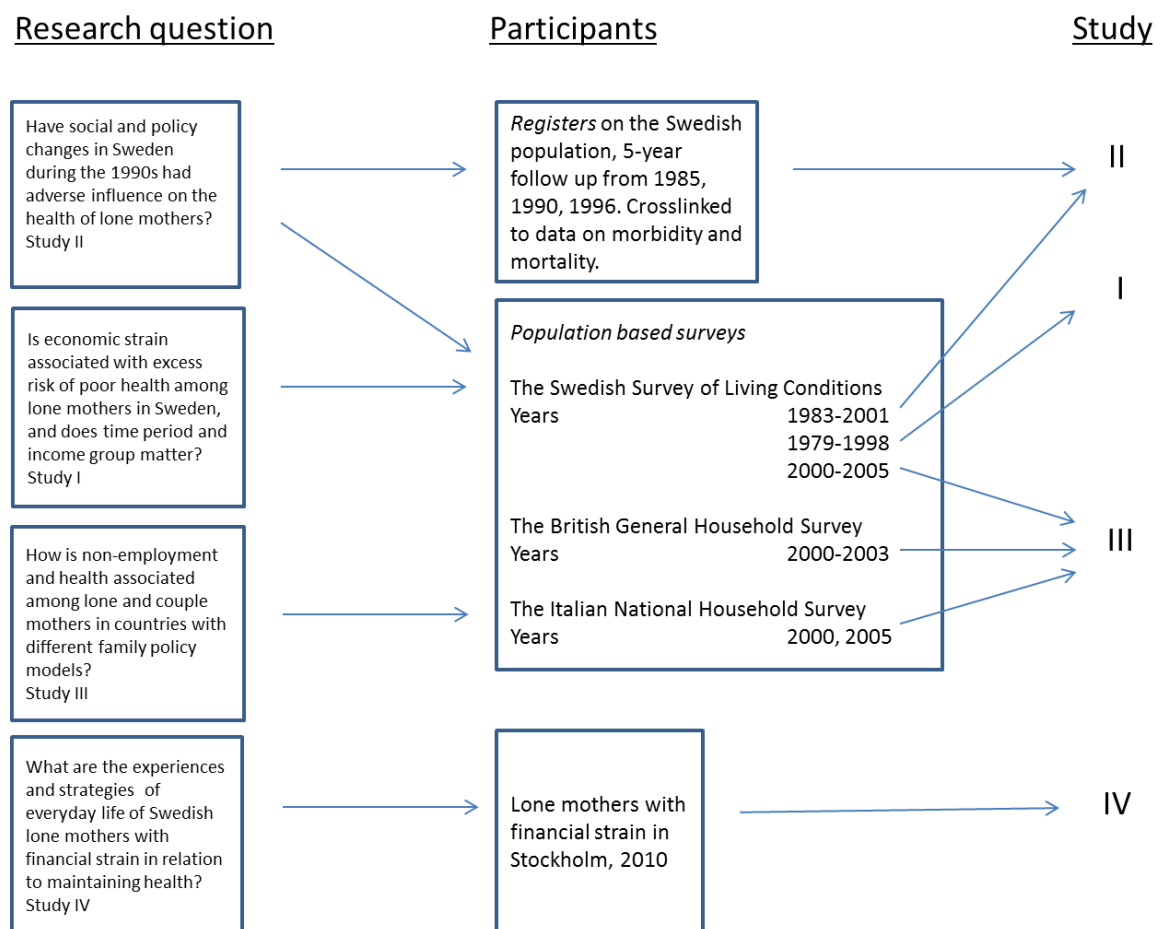 Research question
Participants
Study
Have social and policy
changes in Sweden
during the 1990s had
adverse influence on the
health of lone mothers?
Study II
Registers on the Swedish
population, 5-year
follow up from 1985,
1990, 1996. Crosslinked
to data on morbidity and
mortality.
II
I
Is economic strain
associated with excess
risk of poor health among
lone mothers in Sweden,
and does time period and
income group matter?
Study I
Population based surveys
The Swedish Survey of Living Conditions
Years 1983-2001
1979-1998
2000-2005
The British General Household Survey
Years 2000-2003
The Italian National Household Survey
Years 2000, 2005
III
How is non-employment
and health associated
among lone and couple
mothers in countries with
different family policy
models?
Study III
What are the experiences
and strategies of
everyday life of Swedish
lone mothers with
financial strain in relation
to maintaining health?
Study IV
Lone mothers with
financial strain in
Stockholm, 2010
IV